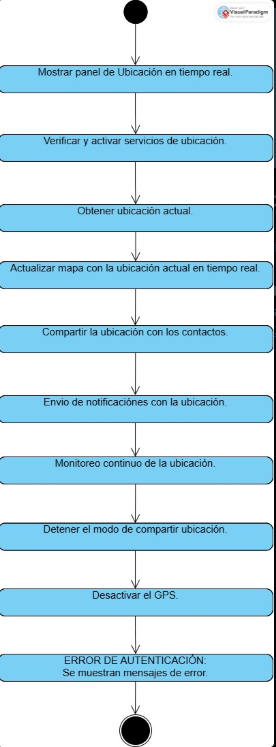 VisualParadigm
Mostrar panel de Ubicación en tiempo real.
Verificar y activar servicios de ubicación.
Obtener ubicación actual.
Actualizar mapa con la ubicación actual en tiempo real.
Compartir la ubicación con los contactos.
Envio de notificaciónes con la ubicación.
Monitoreo continuo de la ubicación.
Detener el modo de compartir ubicación.
Desactivar el GPS.
ERROR DE AUTENTICACIÓN:
Se muestran mensajes de error.